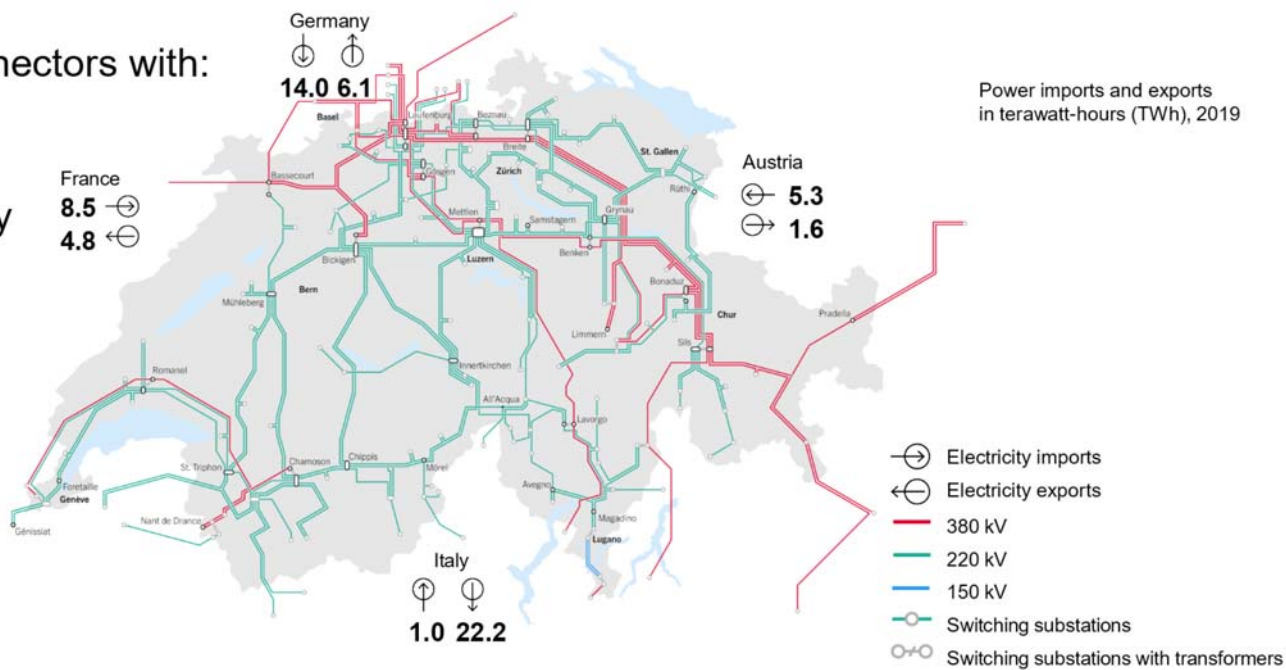 Germany
14.0 6.1
nectors with:
Power imports and exports
in terawatt-hours (TWh), 2019
Basel
Laufenburg
Beznau
Breite
St. Gallen
Austria
5.3
1.6
France
8.5
4.8
y
Bassecourt
Gösgen
Zürich
Rüthi
Mettlen
Samstagern
Grynau
Bickigen
Luzern
Benken
Bern
Mühleberg
Bonaduz
Chur
Pradella
Limmern
Sils
Innertkirchen
Romanel
All'Acqua
Lavorgo
St. Triphon
Chamoson
Chippis
Mörel
Foretaille
Genève
Avegno
Génissiat
Nant de Drance
Magadino
Lugano
Italy
1.0 22.2
Electricity imports
Electricity exports
380 kV
220 kV
150 kV
Switching substations
Switching substations with transformers